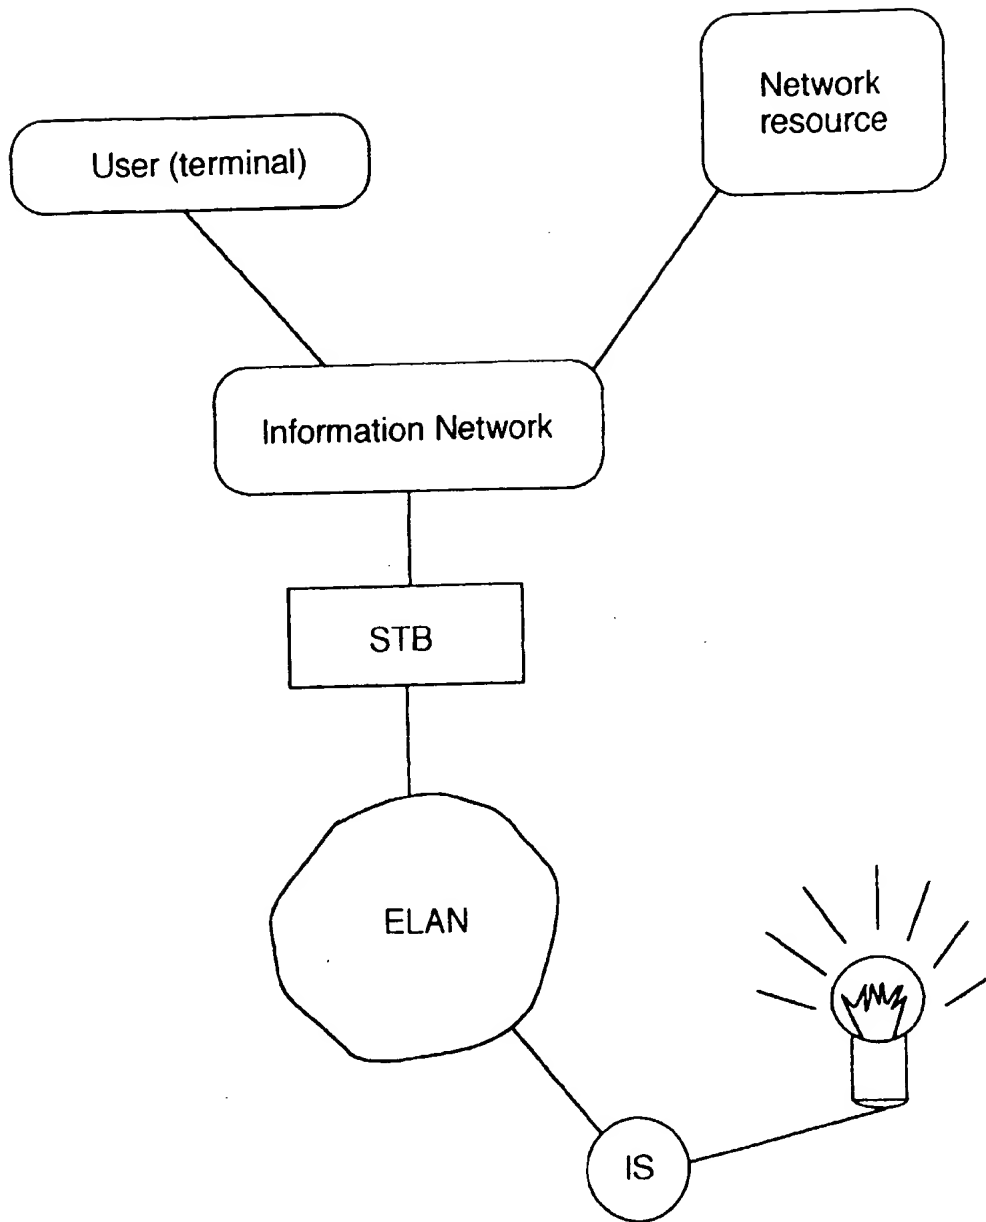 Network
resource
User (terminal)
Information Network
STB
ELAN
IS